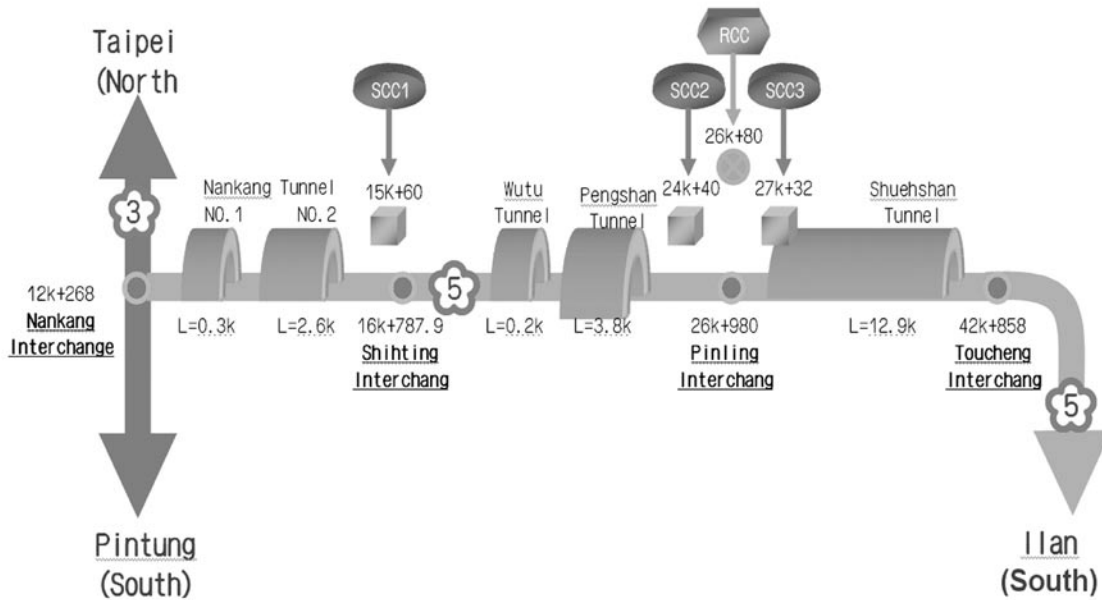 Taipei
(North
RCC
SCC1
SCC2
SCC3
26k+80
3
Nankang Tunnel
NO.1 NO.2
15K+60
Wutu
Tunnel
Pengshan
Tunnel
24k+40
27k+32
Shuehshan
Tunnel
5
12k+268
Nankang
Interchange
L=0.3k
L=2.6k
16k+787.9
Shihting
Interchang
L=0.2k
L=3.8k
26k+980
Pinling
Interchang
L=12.9k
42k+858
Toucheng
Interchang
5
Pintung
(South)
Ilan
(South)